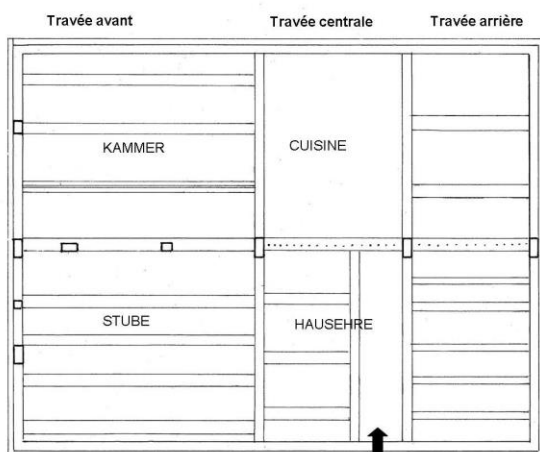 Travée avant
Travée centrale
Travée arrière
KAMMER
CUISINE
STUBE
HAUSEHRE